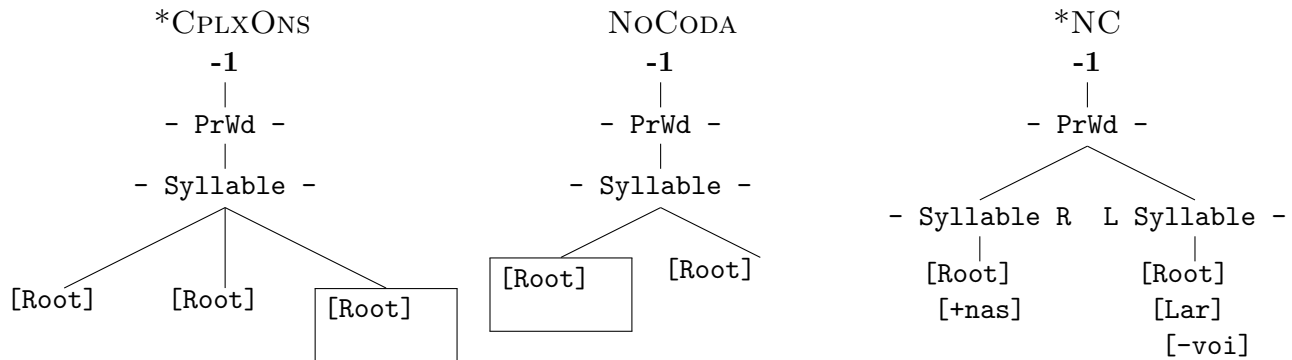 *CPLXONS NOCODA *NC
-1 -1 -1
- PrWd - - PrWd - - PrWd -
- Syllable - - Syllable - - Syllable R L Syllable -
[Root] [Root] [Root] [Root] [Root] [Root] [Root]
[+nas] [Lar]
[-voi]